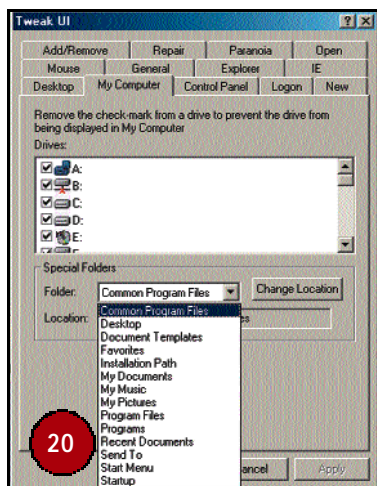 Tweak UI
Add/Remove Repair Paranoia Open
Mouse General Explorer IE
Desktop My Computer Control Panel Logon New
Remove the check-mark from a drive to prevent the drive from
being displayed in My Computer
Drives:
A:
B:
C:
D:
E:
Special Folders
Folder: Common Program Files Change Location
Location:
Common Program Files
Desktop
Document Templates
Favorites
Installation Path
My Documents
My Music
My Pictures
Program Files
Programs
Recent Documents
Send To
Start Menu
Startup
20
Apply